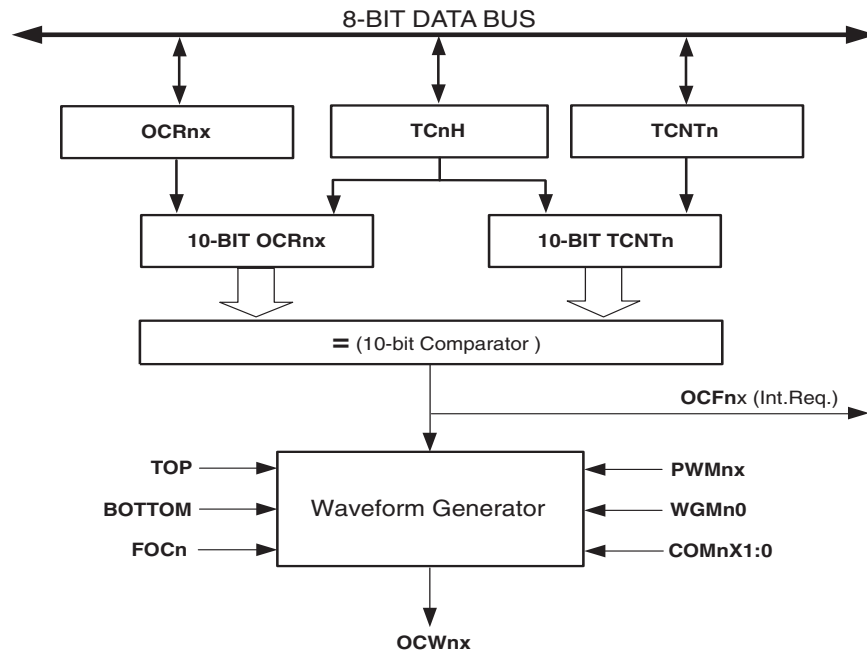 8-BIT DATA BUS
OCRnx
TCnH
TCNTn
10-BIT OCRnx
10-BIT TCNTn
= (10-bit Comparator )
OCFnx (Int.Req.)
TOP
BOTTOM
FOCn
Waveform Generator
PWMnx
WGMn0
COMnX1:0
OCWnx